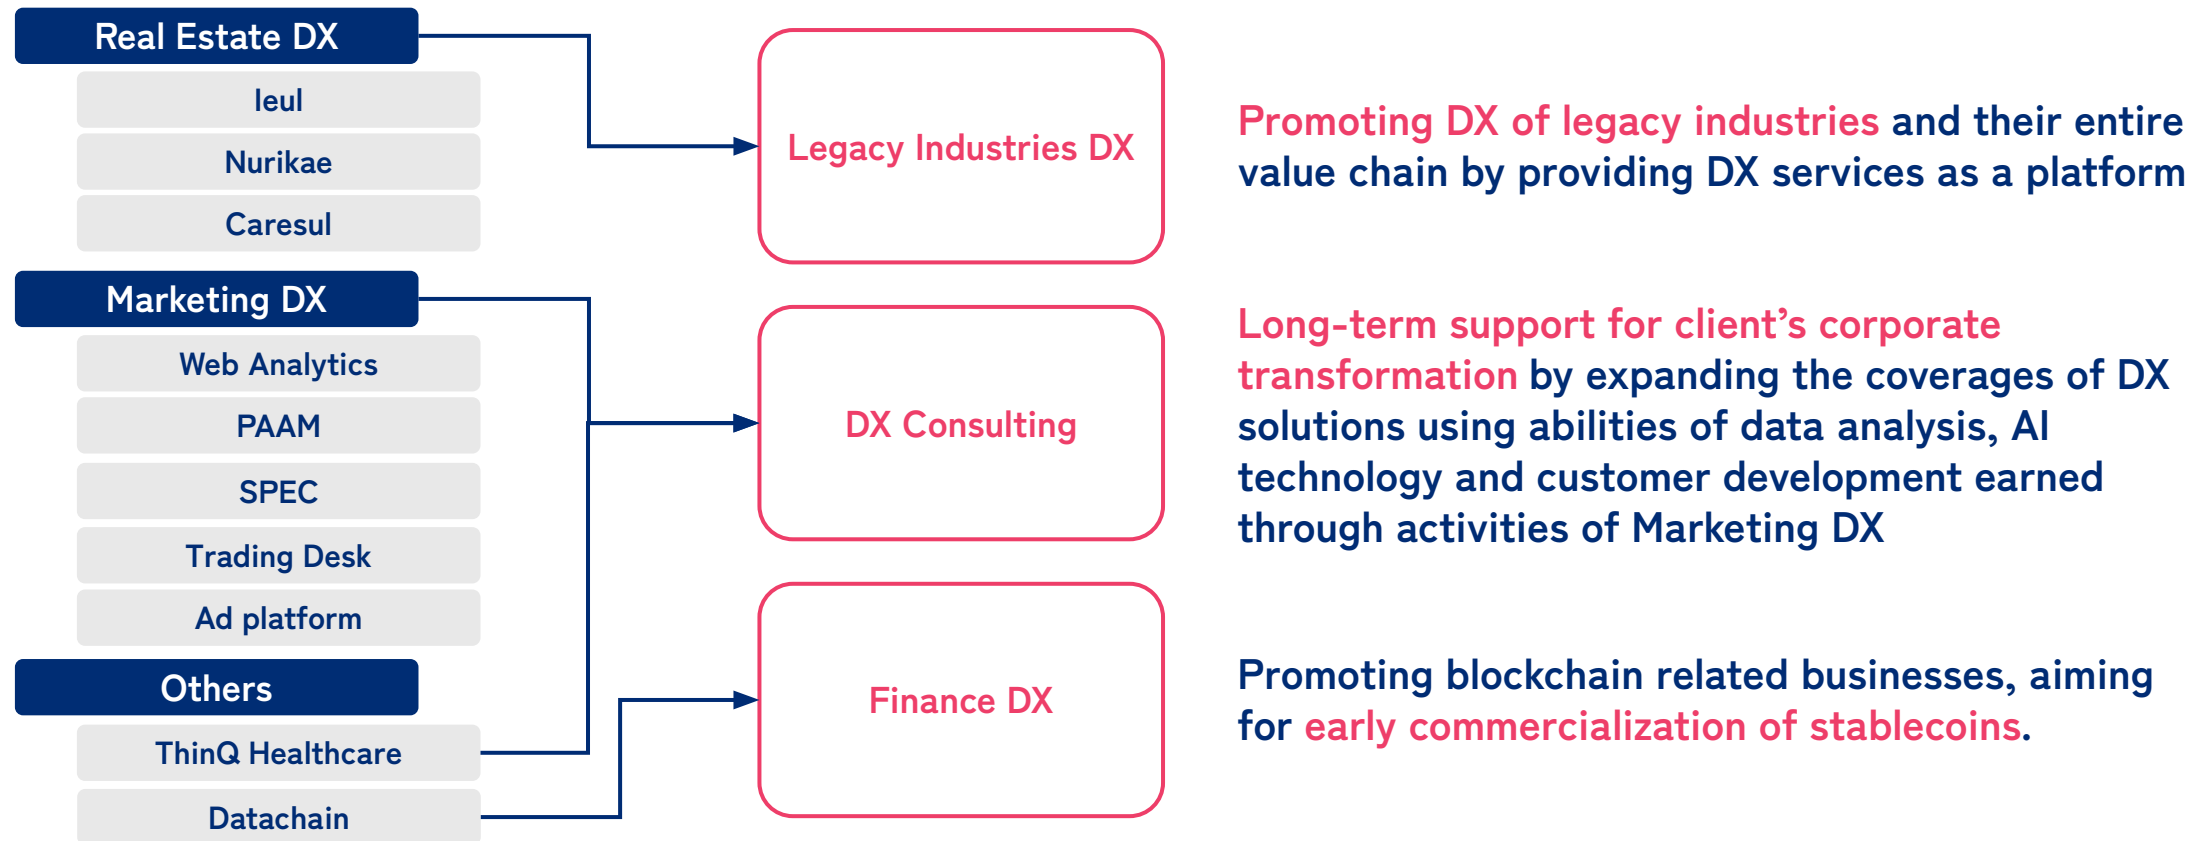 Real Estate DX
Ieul
Nurikae
Caresul
Marketing DX
Web Analytics
PAAM
SPEC
Trading Desk
Ad platform
Others
ThinQ Healthcare
Datachain
Legacy Industries DX
DX Consulting
Finance DX
Promoting DX of legacy industries and their entire
value chain by providing DX services as a platform
Long-term support for client’s corporate
transformation by expanding the coverages of DX
solutions using abilities of data analysis, AI
technology and customer development earned
through activities of Marketing DX
Promoting blockchain related businesses, aiming
for early commercialization of stablecoins.